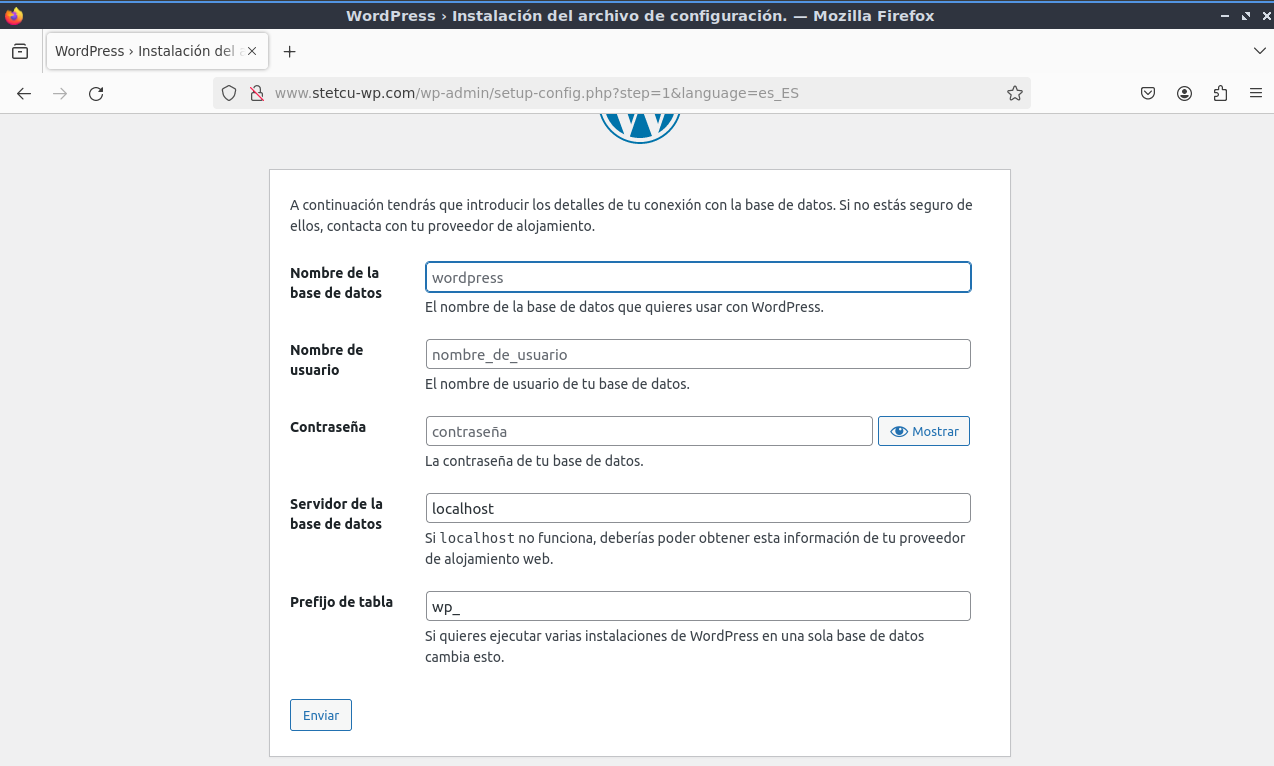 WordPress › Instalación del archivo de configuración. — Mozilla Firefox
WordPress › Instalación del a
www.stetcu-wp.com/wp-admin/setup-config.php?step=1&language=es_ES
A continuación tendrás que introducir los detalles de tu conexión con la base de datos. Si no estás seguro de
ellos, contacta con tu proveedor de alojamiento.
Nombre de la
base de datos
wordpress
El nombre de la base de datos que quieres usar con WordPress.
Nombre de
usuario
nombre_de_usuario
El nombre de usuario de tu base de datos.
Contraseña
contraseña
Mostrar
La contraseña de tu base de datos.
Servidor de la
base de datos
localhost
Si localhost no funciona, deberías poder obtener esta información de tu proveedor
de alojamiento web.
Prefijo de tabla
wp_
Si quieres ejecutar varias instalaciones de WordPress en una sola base de datos
cambia esto.
Enviar